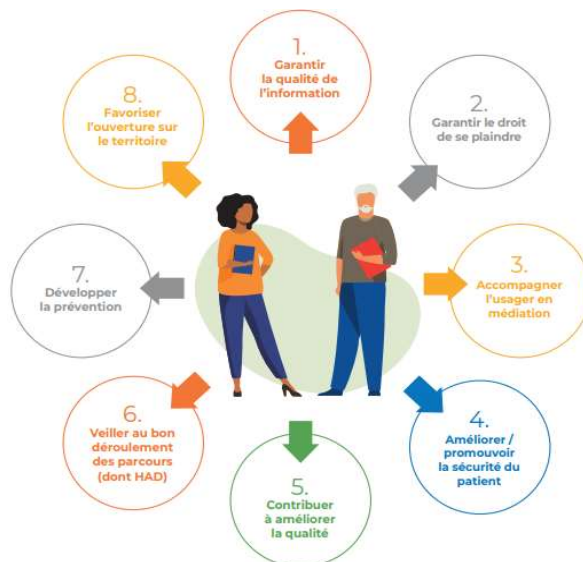 1.
Garantir
la qualité de
l'information
2.
Garantir le droit
de se plaindre
3.
Accompagner
l'usager en
médiation
4.
Améliorer /
promouvoir
la sécurité du
patient
5.
Contribuer
à améliorer
la qualité
6.
Veiller au bon
déroulement
des parcours
(dont HAD)
7.
Développer
la prévention
8.
Favoriser
l'ouverture sur
le territoire